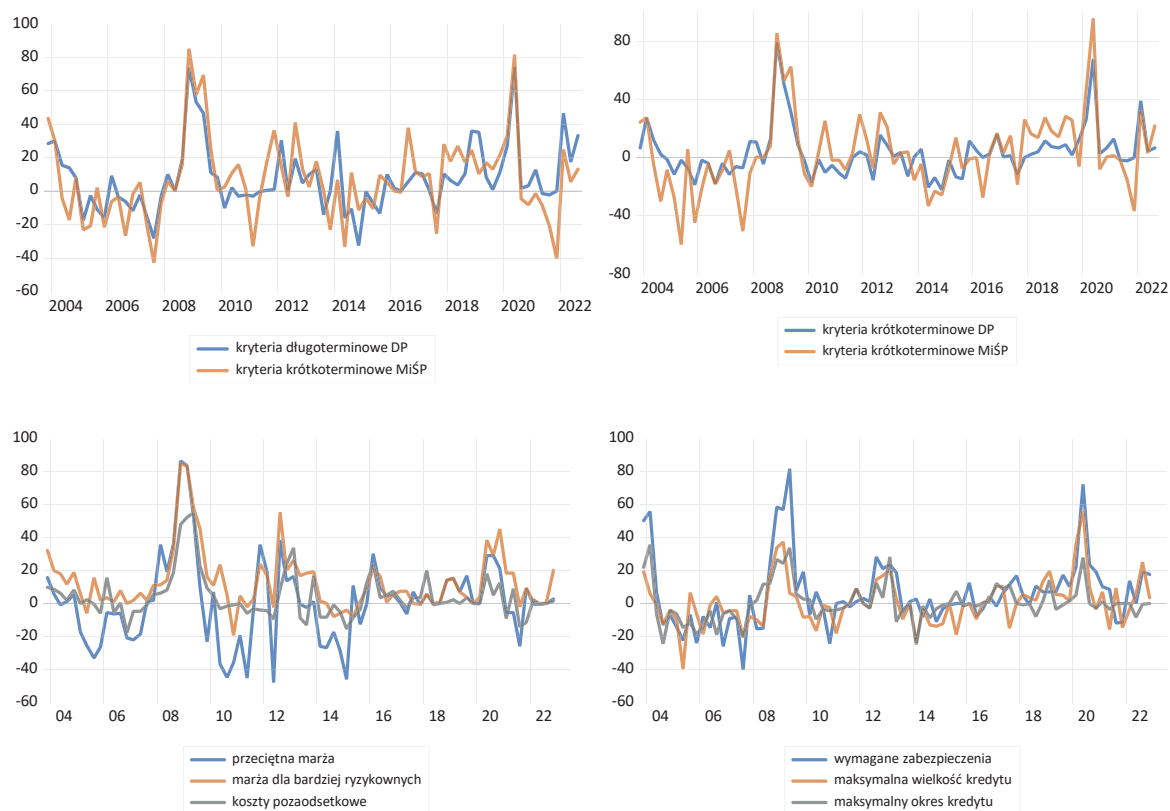 100
80
60
40
20
0
-20
-40
-60
2004 2006 2008 2010 2012 2014 2016 2018 2020 2022
kryteria długoterminowe DP
kryteria krótkoterminowe MiŚP
80
40
0
-40
-80
2004 2006 2008 2010 2012 2014 2016 2018 2020 2022
kryteria krótkoterminowe DP
kryteria krótkoterminowe MiŚP
100
80
60
40
20
0
-20
-40
-60
04 06 08 10 12 14 16 18 20 22
przeciętna marża
marża dla bardziej ryzykownych
koszty pozaodsetkowe
100
80
60
40
20
0
-20
-40
-60
04 06 08 10 12 14 16 18 20 22
wymagane zabezpieczenia
maksymalna wielkość kredytu
maksymalny okres kredytu